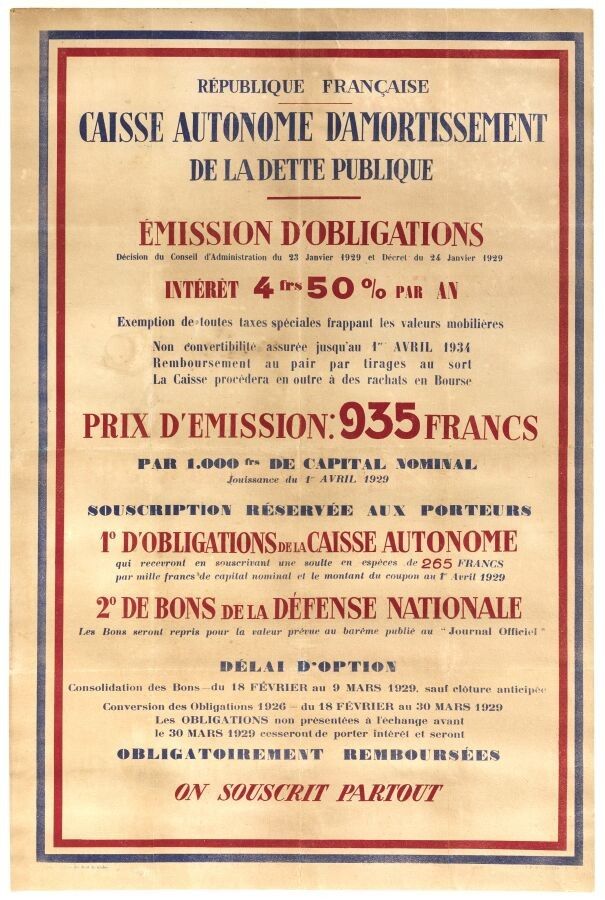 RÉPUBLIQUE FRANÇAISE
CAISSE AUTONOME D'AMORTISSEMENT
DE LA DETTE PUBLIQUE
ÉMISSION D'OBLIGATIONS
Décision du Conseil d'Administration du 23 Janvier 1929 et Décret du 24 Janvier 1929
INTÉRÊT 4 frs 50 % PAR AN
Exemption de toutes taxes spéciales frappant les valeurs mobilières
Non convertibilité assurée jusqu'au 1er AVRIL 1934
Remboursement au pair par tirages au sort
La Caisse procédera en outre à des rachats en Bourse
PRIX D'EMISSION: 935 FRANCS
PAR 1.000 frs DE CAPITAL NOMINAL
Jouissance du 1er AVRIL 1929
SOUSCRIPTION RÉSERVÉE AUX PORTEURS
1º D'OBLIGATIONS DE LA CAISSE AUTONOME
qui recevront en souscrivant une soulte en espèces de 265 FRANCS
par mille francs de capital nominal et le montant du coupon au 1er Avril 1929
2º DE BONS DE LA DÉFENSE NATIONALE
Les Bons seront repris pour la valeur prévue au barème publié au "Journal Officiel"
DÉLAI D'OPTION
Consolidation des Bons - du 18 FÉVRIER au 9 MARS 1929, sauf clôture anticipée
Conversion des Obligations 1926 - du 18 FÉVRIER au 30 MARS 1929
Les OBLIGATIONS non présentées à l'échange avant
le 30 MARS 1929 cesseront de porter intérêt et seront
OBLIGATOIREMENT REMBOURSÉES
ON SOUSCRIT PARTOUT